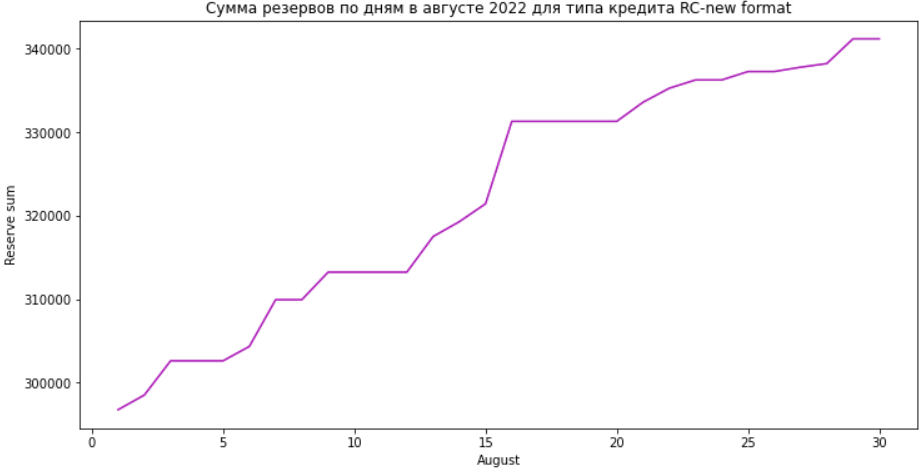 Сумма резервов по дням в августе 2022 для типа кредита RC-new format
340000
330000
320000
310000
300000
Reserve sum
0 5 10 15 20 25 30
August